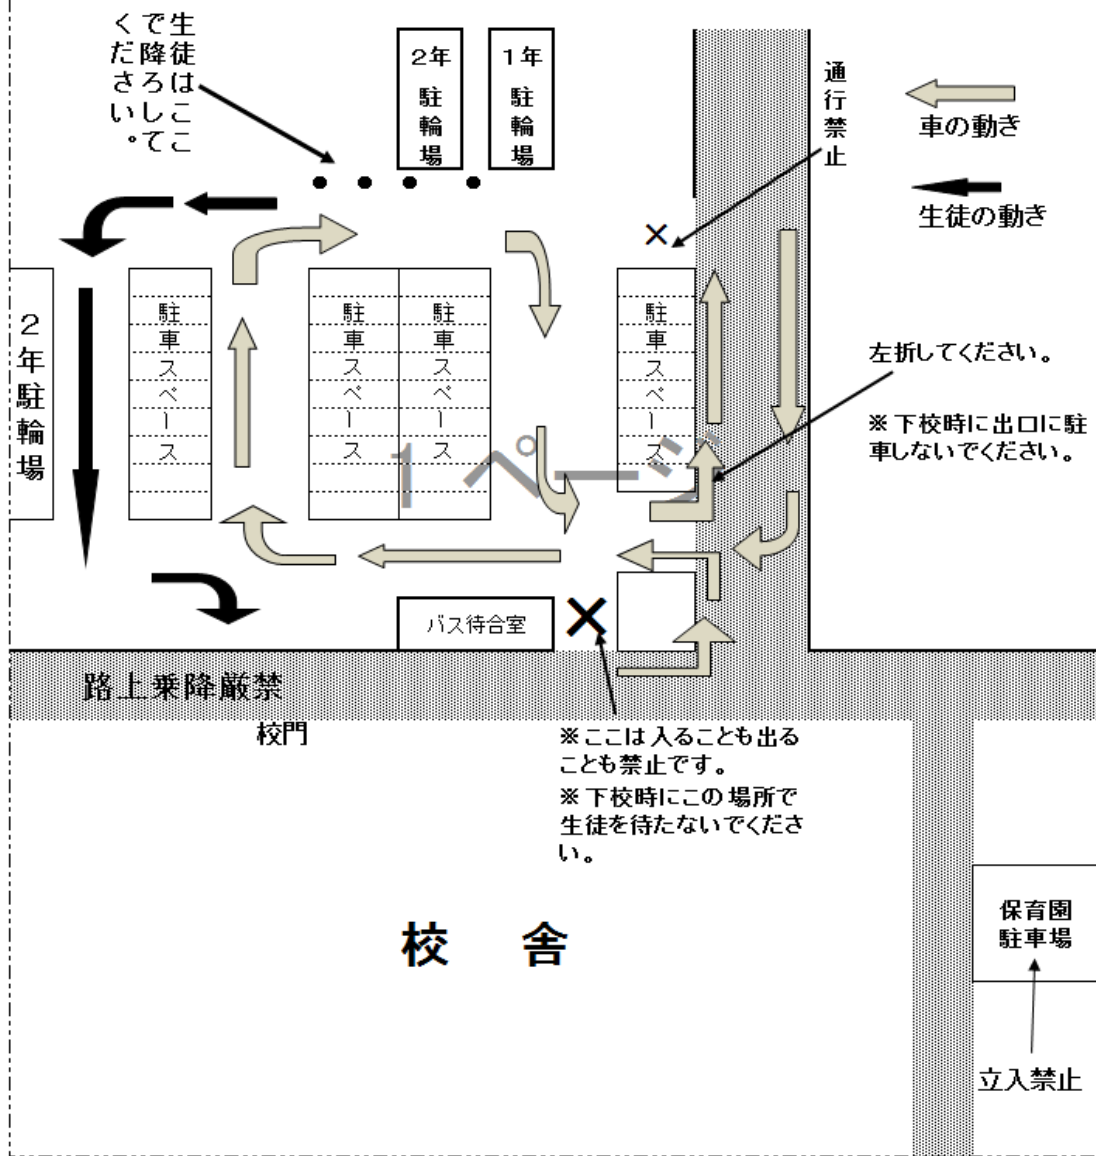 生徒はここ
で降ろして
ください。
2年
駐輪場
1年
駐輪場
通行禁止
車の動き
生徒の動き
2年駐輪場
駐車スペース
駐車スペース
駐車スペース
駐車スペース
左折してください。
※下校時に出口に駐
車しないでください。
1 ページ
バス待合室
路上乗降厳禁
校門
※ここは入ることも出る
ことも禁止です。
※下校時にこの場所で
生徒を待たないでくださ
い。
校 舎
保育園
駐車場
立入禁止